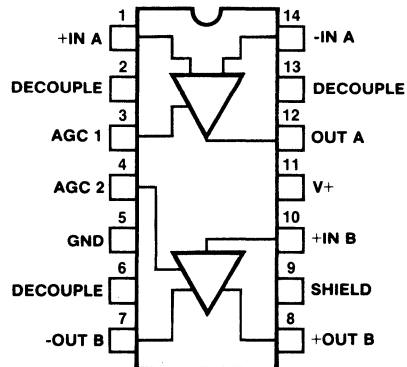 1 14
+IN A -IN A
2 13
DECOUPLE DECOUPLE
3 12
AGC 1 OUT A
4 11
AGC 2 V+
5 10
GND +IN B
6 9
DECOUPLE SHIELD
7 8
-OUT B +OUT B